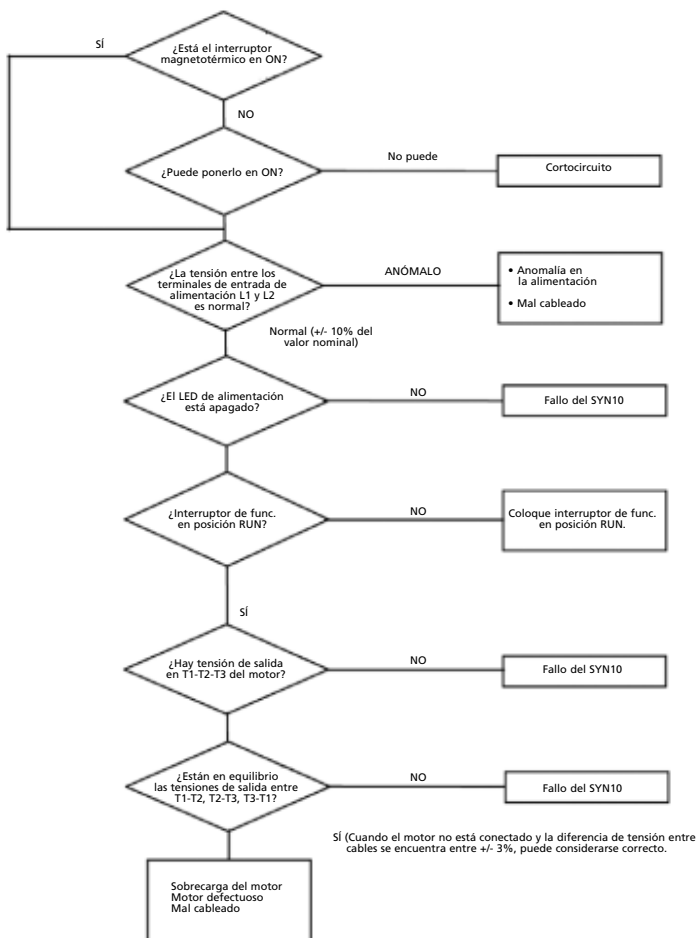 SÍ
¿Está el interruptor
magnetotérmico en ON?
NO
¿Puede ponerlo en ON?
No puede
Cortocircuito
¿La tensión entre los
terminales de entrada de
alimentación L1 y L2
es normal?
ANÓMALO
• Anomalía en
la alimentación
• Mal cableado
Normal (+/- 10% del
valor nominal)
¿El LED de alimentación
está apagado?
NO
Fallo del SYN10
¿Interruptor de func.
en posición RUN?
NO
Coloque interruptor de func.
en posición RUN.
SÍ
¿Hay tensión de salida
en T1-T2-T3 del motor?
NO
Fallo del SYN10
¿Están en equilibrio
las tensiones de salida entre
T1-T2, T2-T3, T3-T1?
NO
Fallo del SYN10
SÍ (Cuando el motor no está conectado y la diferencia de tensión entre
cables se encuentra entre +/- 3%, puede considerarse correcto.
Sobrecarga del motor
Motor defectuoso
Mal cableado